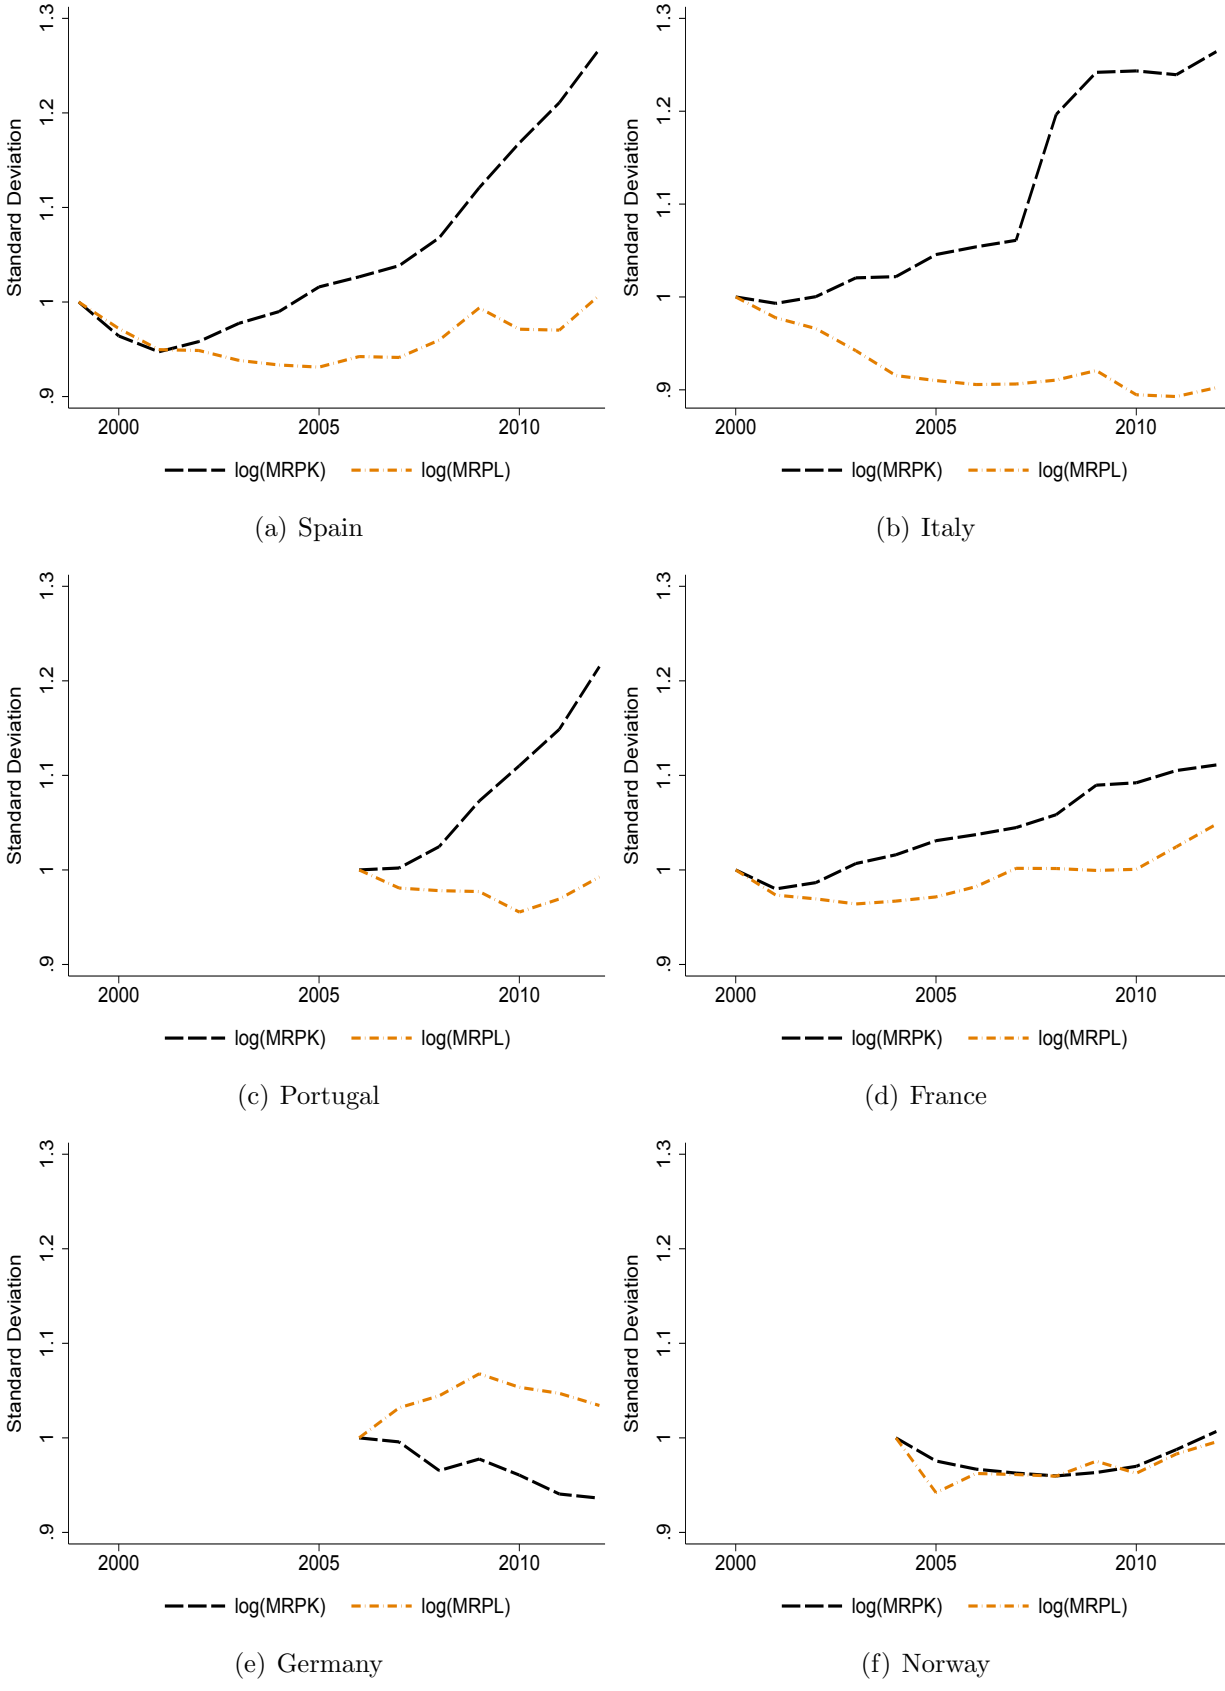 Standard Deviation
1.3
1.2
1.1
1
.9
2000 2005 2010
log(MRPK) log(MRPL)
(a) Spain
Standard Deviation
1.3
1.2
1.1
1
.9
2000 2005 2010
log(MRPK) log(MRPL)
(b) Italy
Standard Deviation
1.3
1.2
1.1
1
.9
2000 2005 2010
log(MRPK) log(MRPL)
(c) Portugal
Standard Deviation
1.3
1.2
1.1
1
.9
2000 2005 2010
log(MRPK) log(MRPL)
(d) France
Standard Deviation
1.3
1.2
1.1
1
.9
2000 2005 2010
log(MRPK) log(MRPL)
(e) Germany
Standard Deviation
1.3
1.2
1.1
1
.9
2000 2005 2010
log(MRPK) log(MRPL)
(f) Norway